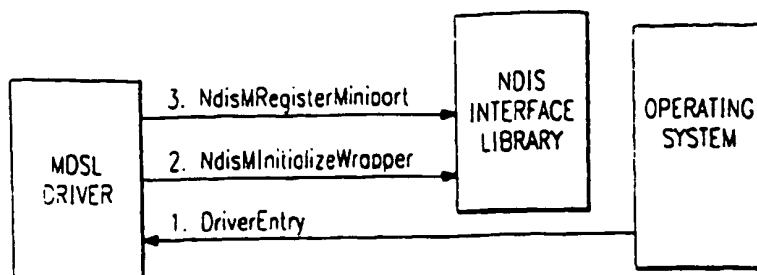 MDSL
DRIVER
3. NdisMRegisterMiniport
2. NdisMInitializeWrapper
1. DriverEntry
NDIS
INTERFACE
LIBRARY
OPERATING
SYSTEM